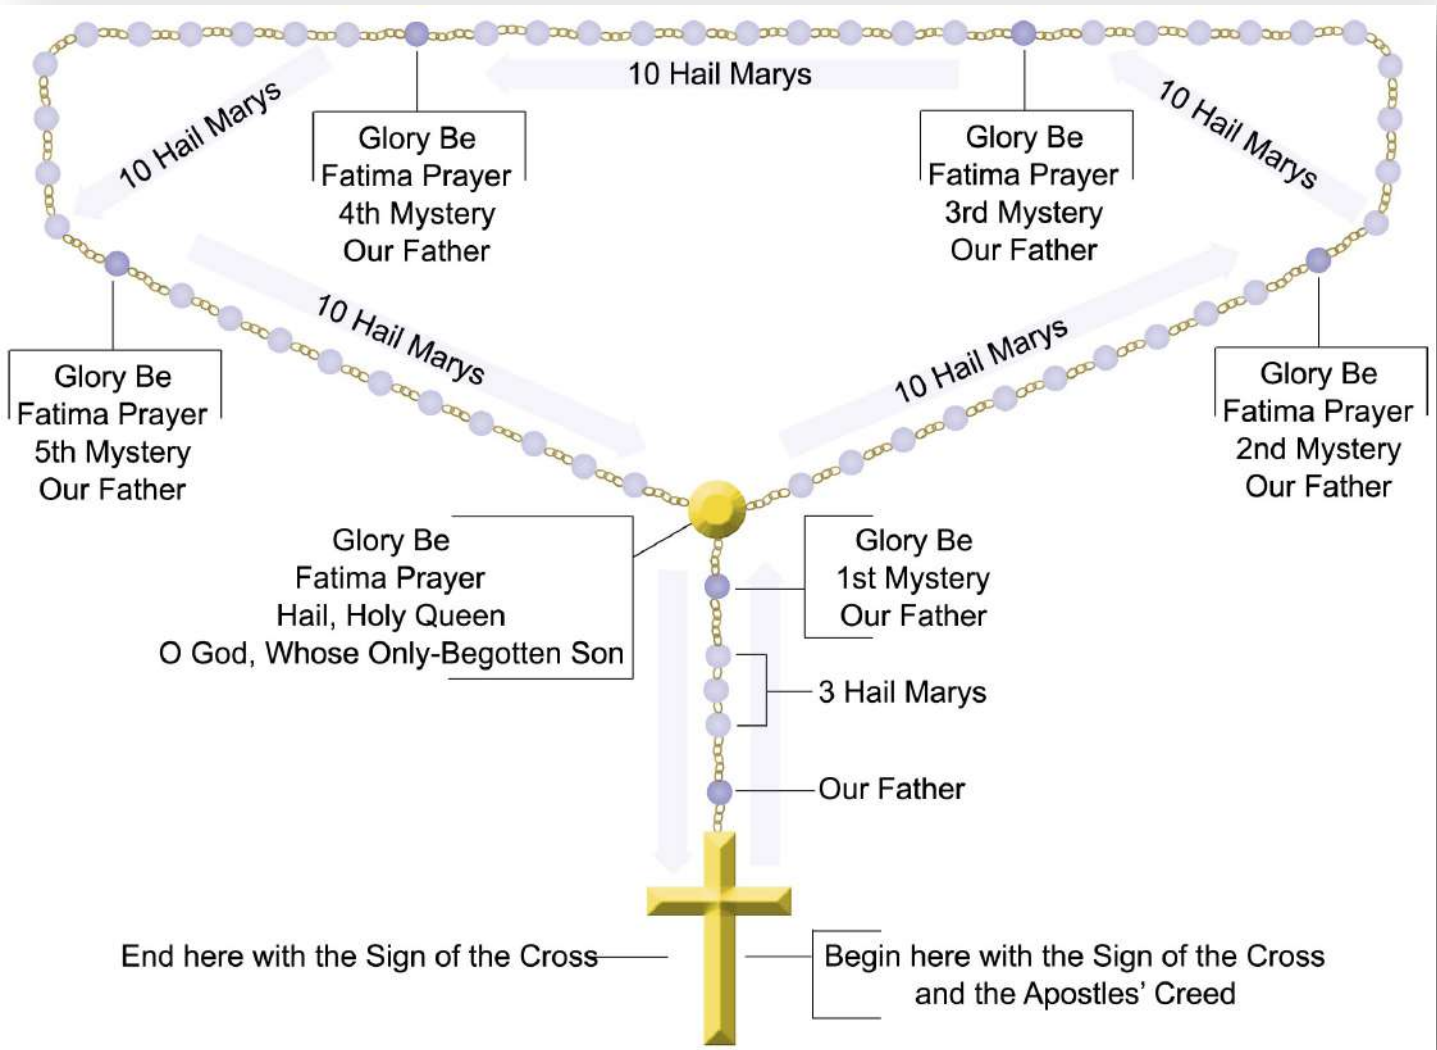 10 Hail Marys
10 Hail Marys
10 Hail Marys
Glory Be
Fatima Prayer
4th Mystery
Our Father
Glory Be
Fatima Prayer
3rd Mystery
Our Father
10 Hail Marys
10 Hail Marys
Glory Be
Fatima Prayer
5th Mystery
Our Father
Glory Be
Fatima Prayer
2nd Mystery
Our Father
Glory Be
Fatima Prayer
Hail, Holy Queen
O God, Whose Only-Begotten Son
Glory Be
1st Mystery
Our Father
3 Hail Marys
Our Father
End here with the Sign of the Cross
Begin here with the Sign of the Cross
and the Apostles’ Creed